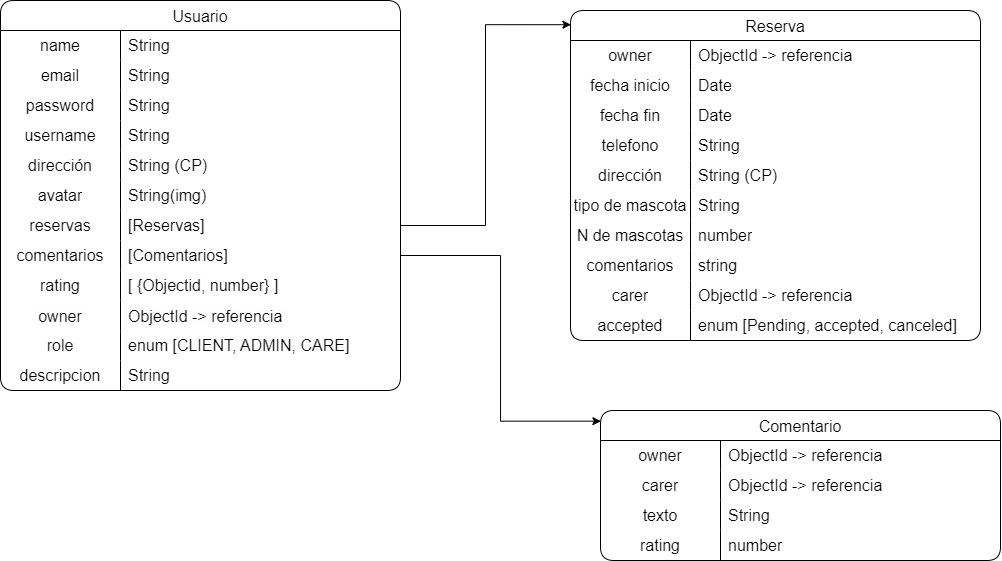 Usuario
name String
email String
password String
username String
dirección String (CP)
avatar String(img)
reservas [Reservas]
comentarios [Comentarios]
rating [ {Objectid, number} ]
owner ObjectId -> referencia
role enum [CLIENT, ADMIN, CARE]
descripcion String
Reserva
owner ObjectId -> referencia
fecha inicio Date
fecha fin Date
telefono String
dirección String (CP)
tipo de mascota String
N de mascotas number
comentarios string
carer ObjectId -> referencia
accepted enum [Pending, accepted, canceled]
Comentario
owner ObjectId -> referencia
carer ObjectId -> referencia
texto String
rating number